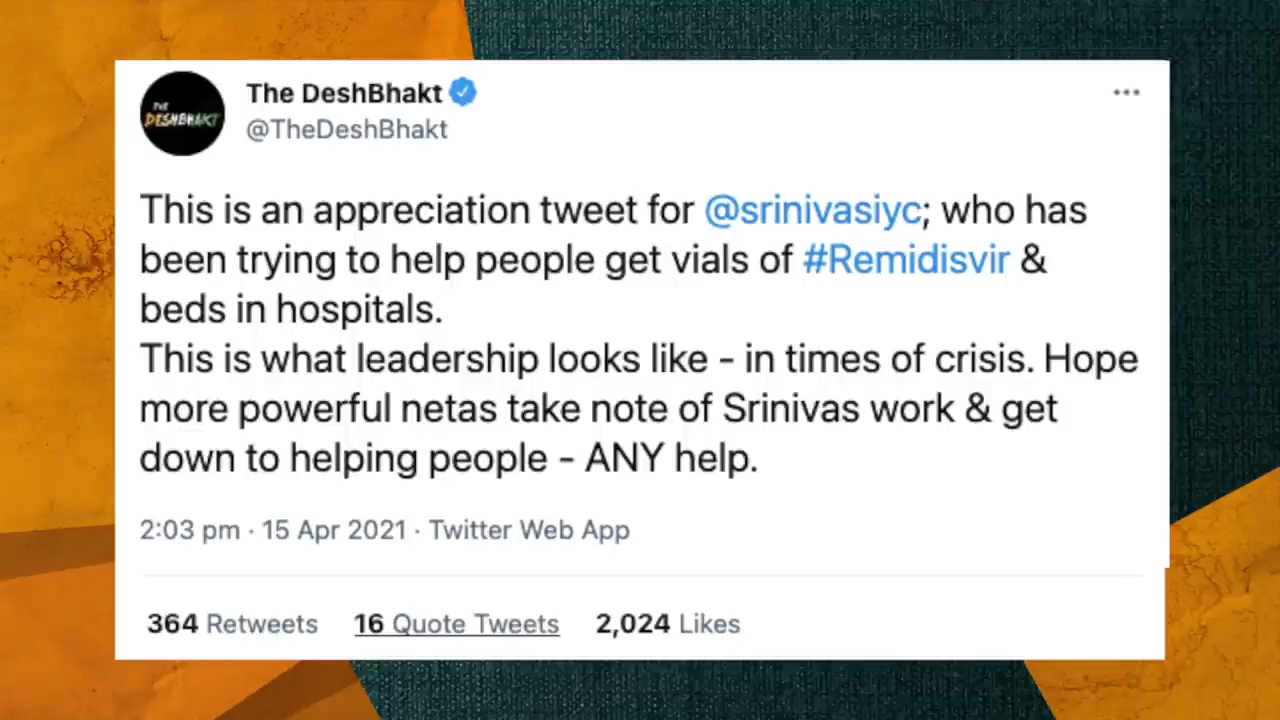 THE
DESHBHAKT
The DeshBhakt
@TheDeshBhakt
This is an appreciation tweet for @srinivasiyc; who has
been trying to help people get vials of #Remidisvir &
beds in hospitals.
This is what leadership looks like - in times of crisis. Hope
more powerful netas take note of Srinivas work & get
down to helping people - ANY help.
2:03 pm · 15 Apr 2021 · Twitter Web App
364 Retweets 16 Quote Tweets 2,024 Likes